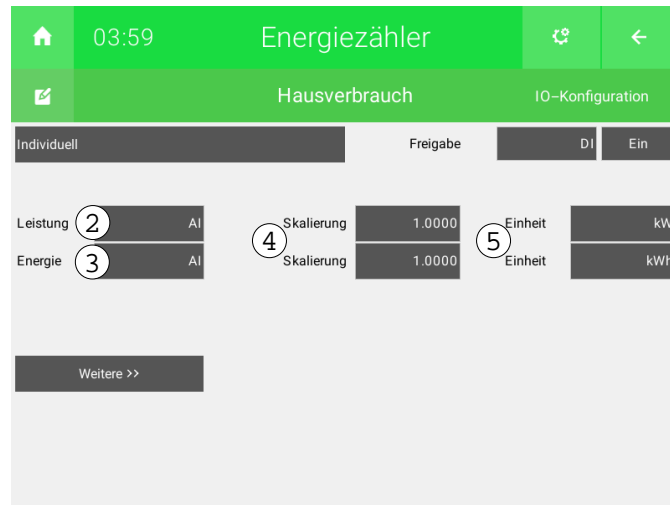 03:59 Energiezähler
Hausverbrauch IO-Konfiguration
Individuell Freigabe DI Ein
Leistung 2 AI 4 Skalierung 1.0000 5 Einheit kW
Energie 3 AI Skalierung 1.0000 Einheit kWh
Weitere >>